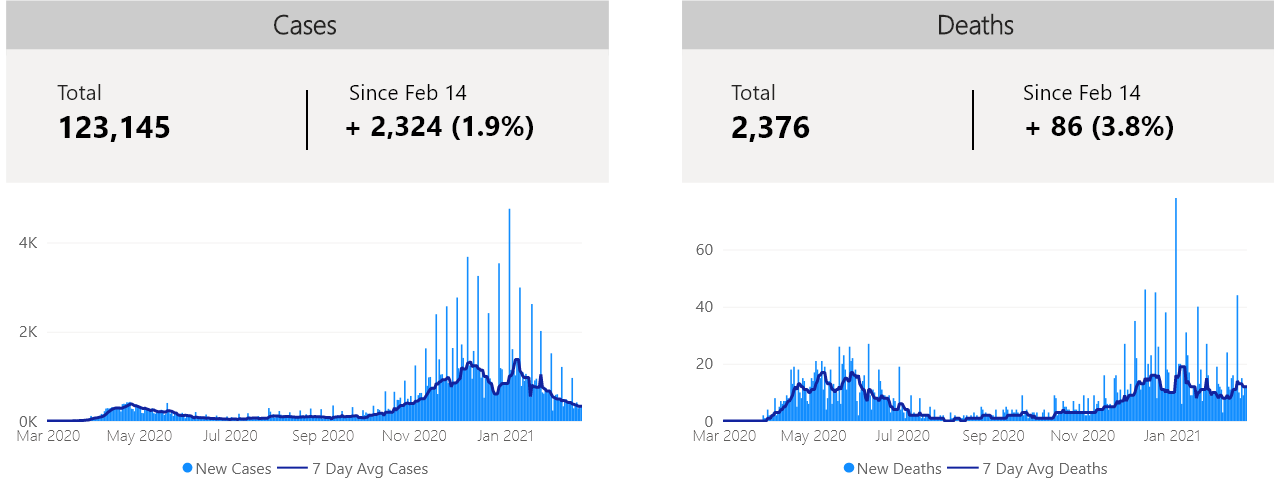 Cases
Total
Since Feb 14
123,145
+ 2,324 (1.9%)
4K
2K
0K
Mar 2020 May 2020 Jul 2020 Sep 2020 Nov 2020 Jan 2021
New Cases 7 Day Avg Cases
Deaths
Total
Since Feb 14
2,376
+ 86 (3.8%)
60
40
20
0
Mar 2020 May 2020 Jul 2020 Sep 2020 Nov 2020 Jan 2021
New Deaths 7 Day Avg Deaths